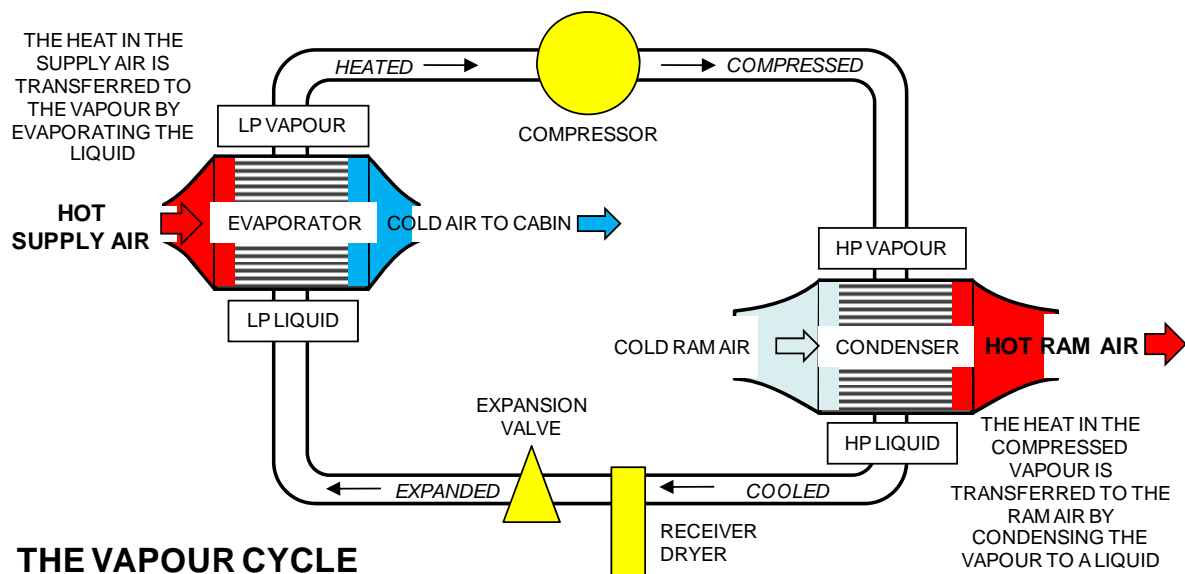 THE HEAT IN THE
SUPPLY AIR IS
TRANSFERRED TO
THE VAPOUR BY
EVAPORATING THE
LIQUID
HEATED
COMPRESSED
COMPRESSOR
LP VAPOUR
HOT
SUPPLY AIR
EVAPORATOR
COLD AIR TO CABIN
LP LIQUID
HP VAPOUR
COLD RAM AIR
CONDENSER
HOT RAM AIR
HP LIQUID
EXPANSION
VALVE
EXPANDED
COOLED
RECEIVER
DRYER
THE HEAT IN THE
COMPRESSED
VAPOUR IS
TRANSFERRED TO THE
RAM AIR BY
CONDENSING THE
VAPOUR TO A LIQUID
THE VAPOUR CYCLE